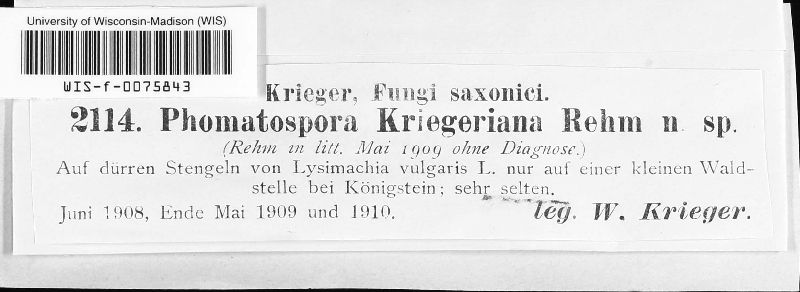 University of Wisconsin-Madison (WIS)
WIS-f-0075843
Krieger, Fungi saxonici.
2114. Phomatospora Kriegeriana Rehm n. sp.
(Rehm in litt. Mai 1909 ohne Diagnose.)
Auf dürren Stengeln von Lysimachia vulgaris L. nur auf einer kleinen Wald-
stelle bei Königstein; sehr selten.
Juni 1908, Ende Mai 1909 und 1910. leg. W. Krieger.